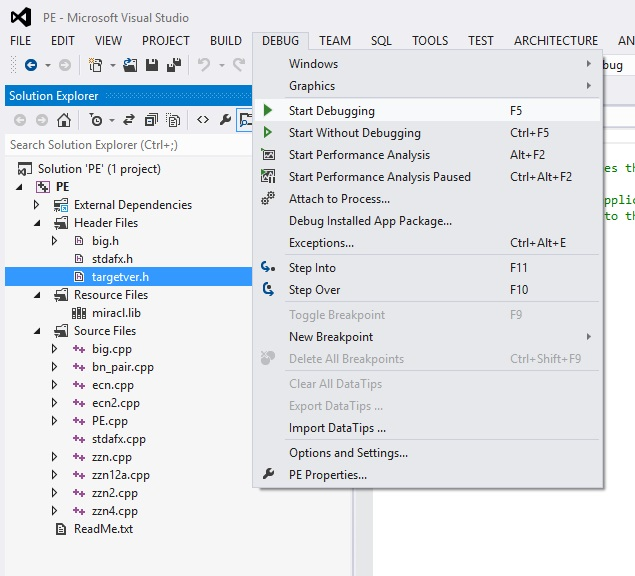 PE - Microsoft Visual Studio
FILE EDIT VIEW PROJECT BUILD DEBUG TEAM SQL TOOLS TEST ARCHITECTURE AN
bug
Solution Explorer
Search Solution Explorer (Ctrl+;)
Solution 'PE' (1 project)
PE
External Dependencies
Header Files
big.h
stdafx.h
targetver.h
Resource Files
miracl.lib
Source Files
big.cpp
bn_pair.cpp
ecn.cpp
ecn2.cpp
PE.cpp
stdafx.cpp
zzn.cpp
zzn12a.cpp
zzn2.cpp
zzn4.cpp
ReadMe.txt
Windows
Graphics
Start Debugging F5
Start Without Debugging Ctrl+F5
Start Performance Analysis Alt+F2
Start Performance Analysis Paused Ctrl+Alt+F2
Attach to Process...
Debug Installed App Package...
Exceptions... Ctrl+Alt+E
Step Into F11
Step Over F10
Toggle Breakpoint F9
New Breakpoint
Delete All Breakpoints Ctrl+Shift+F9
Clear All DataTips
Export DataTips ...
Import DataTips ...
Options and Settings...
PE Properties...
es th
pplic
to th